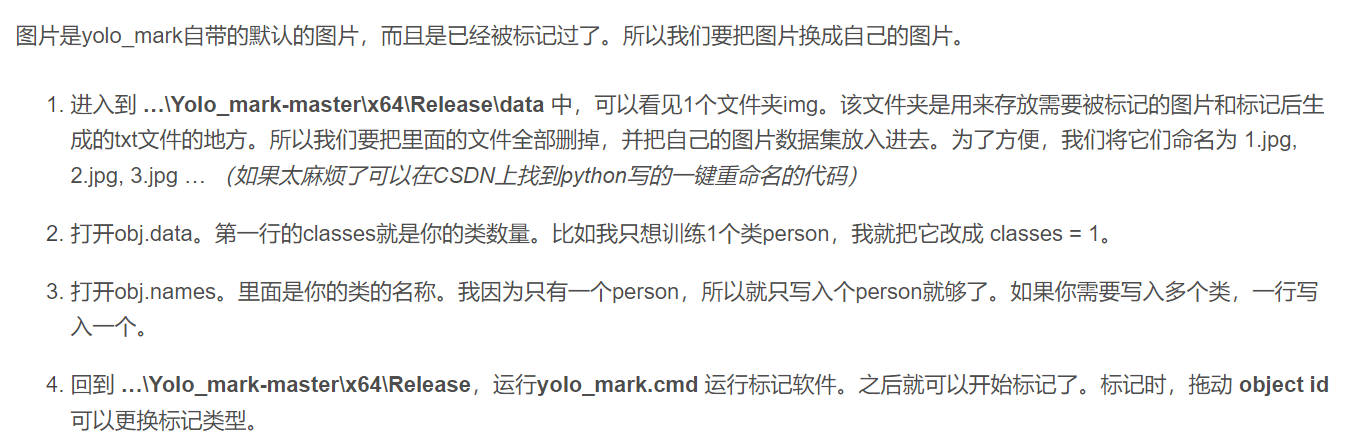 图片是yolo_mark自带的默认的图片，而且是已经被标记过了。所以我们要把图片换成自己的图片。
1. 进入到 …\Yolo_mark-master\x64\Release\data 中，可以看见1个文件夹img。该文件夹是用来存放需要被标记的图片和标记后生
成的txt文件的地方。所以我们要把里面的文件全部删掉，并把自己的图片数据集放入进去。为了方便，我们将它们命名为 1.jpg,
2.jpg, 3.jpg … （如果太麻烦了可以在CSDN上找到python写的一键重命名的代码）
2. 打开obj.data。第一行的classes就是你的类数量。比如我只想训练1个类person，我就把它改成 classes = 1。
3. 打开obj.names。里面是你的类的名称。我因为只有一个person，所以就只写入个person就够了。如果你需要写入多个类，一行写
入一个。
4. 回到 …\Yolo_mark-master\x64\Release，运行yolo_mark.cmd 运行标记软件。之后就可以开始标记了。标记时，拖动 object id
可以更换标记类型。